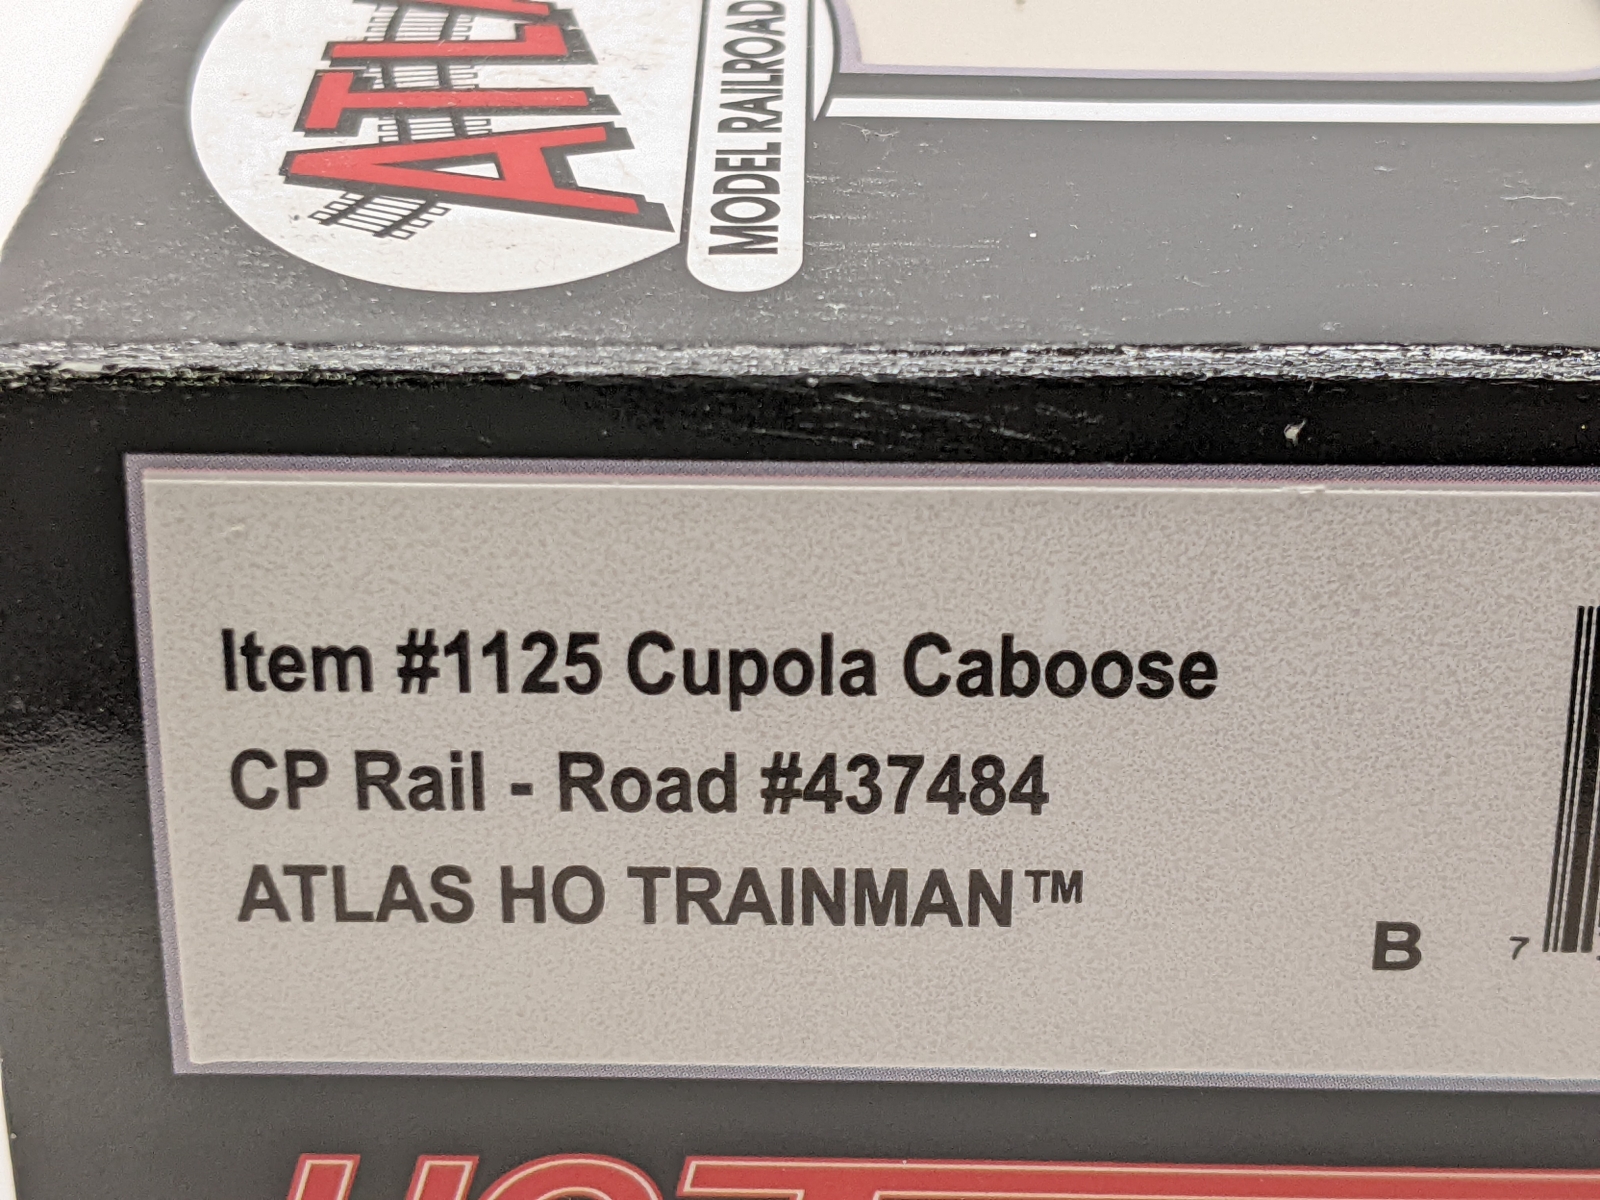 MODEL RAILROAD
Item #1125 Cupola Caboose
CP Rail - Road #437484
ATLAS HO TRAINMAN™
B
7